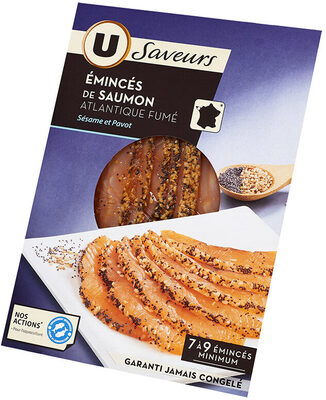 U Saveurs
ÉMINCÉS
DE SAUMON
ATLANTIQUE FUMÉ
Sésame et Pavot
NOS
ACTIONS*
7 À 9 ÉMINCÉS
MINIMUM
GARANTI JAMAIS CONGELÉ